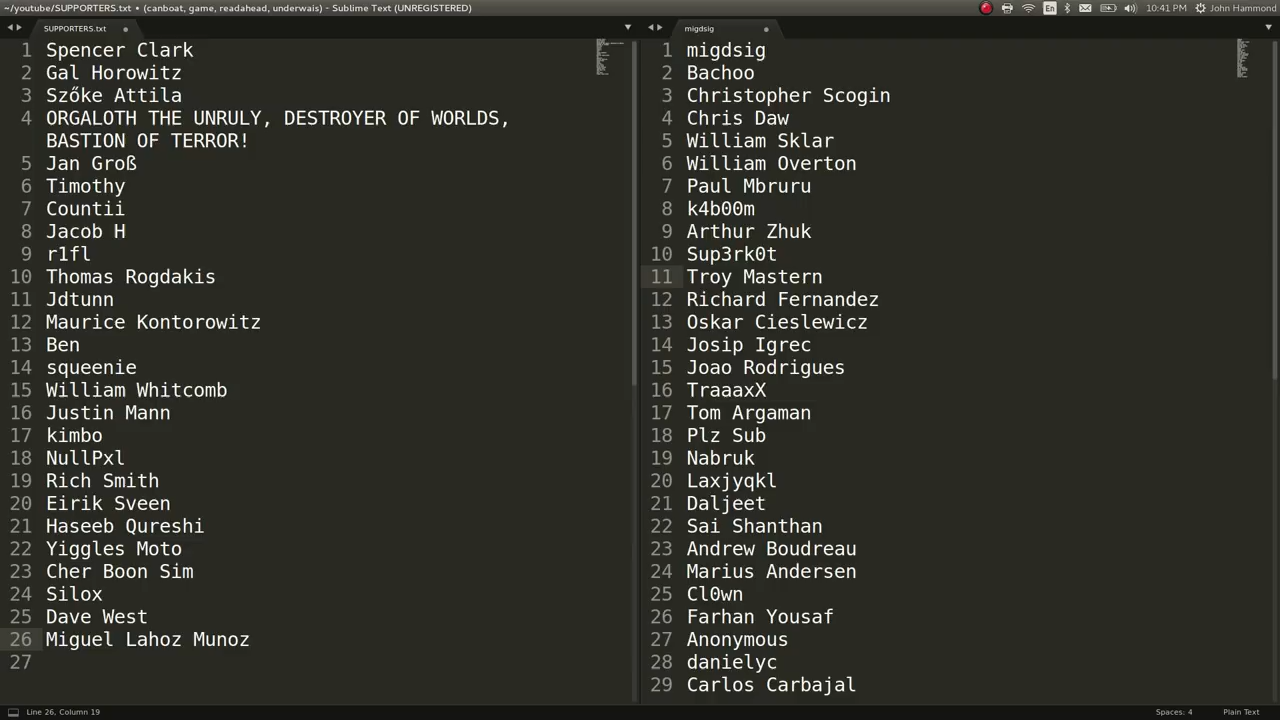 ~/youtube/SUPPORTERS.txt • (canboat, game, readahead, underwais) - Sublime Text (UNREGISTERED)
En
10:41 PM
John Hammond
SUPPORTERS.txt
1 Spencer Clark
2 Gal Horowitz
3 Szőke Attila
4 ORGALOTH THE UNRULY, DESTROYER OF WORLDS,
BASTION OF TERROR!
5 Jan Groß
6 Timothy
7 Countii
8 Jacob H
9 r1fl
10 Thomas Rogdakis
11 Jdtunn
12 Maurice Kontorowitz
13 Ben
14 squeenie
15 William Whitcomb
16 Justin Mann
17 kimbo
18 NullPxl
19 Rich Smith
20 Eirik Sveen
21 Haseeb Qureshi
22 Yiggles Moto
23 Cher Boon Sim
24 Silox
25 Dave West
26 Miguel Lahoz Munoz
27
migdsig
1 migdsig
2 Bachoo
3 Christopher Scogin
4 Chris Daw
5 William Sklar
6 William Overton
7 Paul Mbruru
8 k4b00m
9 Arthur Zhuk
10 Sup3rk0t
11 Troy Mastern
12 Richard Fernandez
13 Oskar Cieslewicz
14 Josip Igrec
15 Joao Rodrigues
16 TraaaxX
17 Tom Argaman
18 Plz Sub
19 Nabruk
20 Laxjyqkl
21 Daljeet
22 Sai Shanthan
23 Andrew Boudreau
24 Marius Andersen
25 Cl0wn
26 Farhan Yousaf
27 Anonymous
28 danielyc
29 Carlos Carbajal
Line 26, Column 19
Spaces: 4
Plain Text